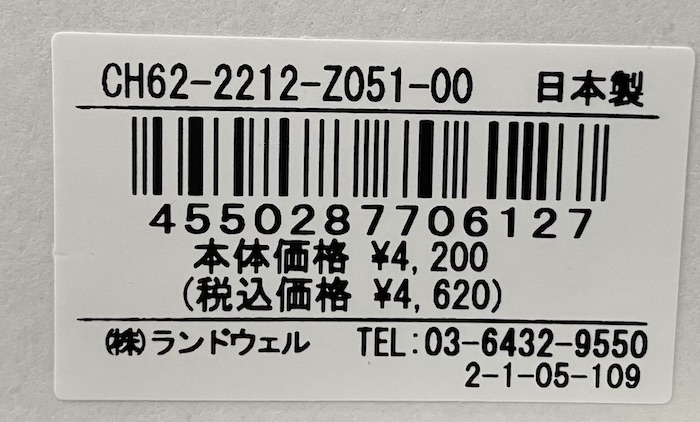 CH62-2212-Z051-00 日本製
4550287706127
本体価格 ¥4,200
(税込価格 ¥4,620)
㈱ランドウェル TEL:03-6432-9550
2-1-05-109